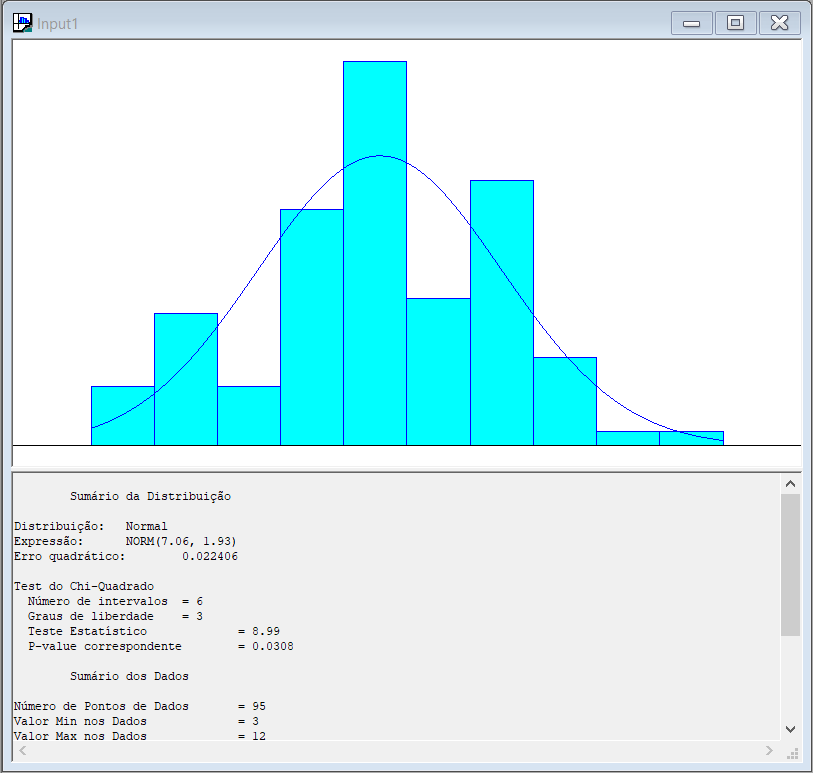 Input1
Sumário da Distribuição
Distribuição: Normal
Expressão: NORM(7.06, 1.93)
Erro quadrático: 0.022406
Test do Chi-Quadrado
Número de intervalos = 6
Graus de liberdade = 3
Teste Estatístico = 8.99
P-value correspondente = 0.0308
Sumário dos Dados
Número de Pontos de Dados = 95
Valor Min nos Dados = 3
Valor Max nos Dados = 12